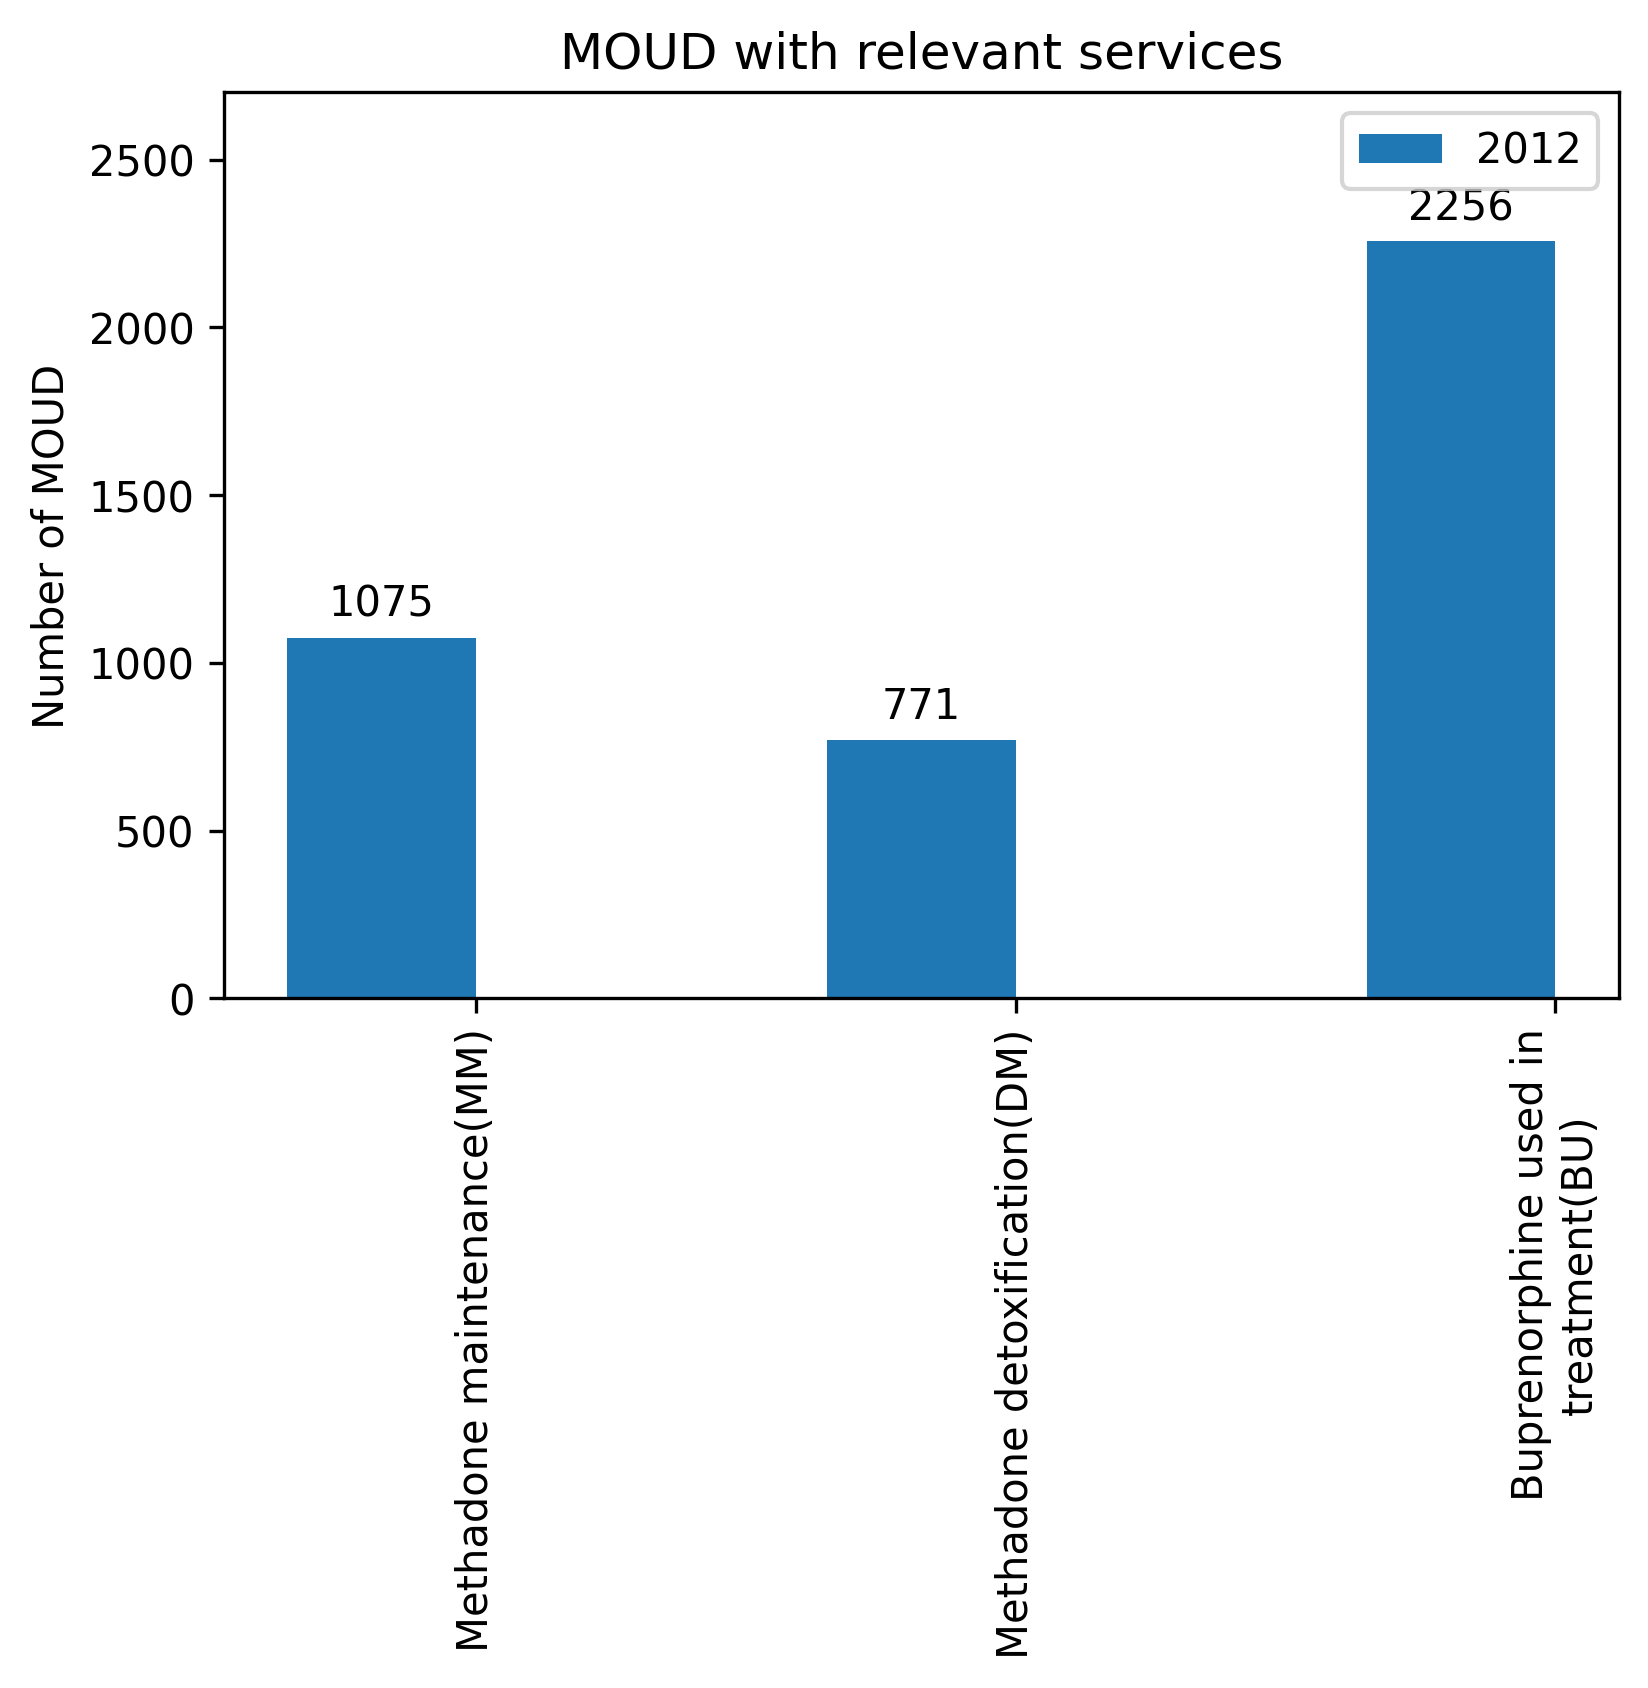 MOUD with relevant services
2012
Number of MOUD
2500
2000
1500
1000
500
0
1075
771
2256
Methadone maintenance(MM)
Methadone detoxification(DM)
Buprenorphine used in
treatment(BU)